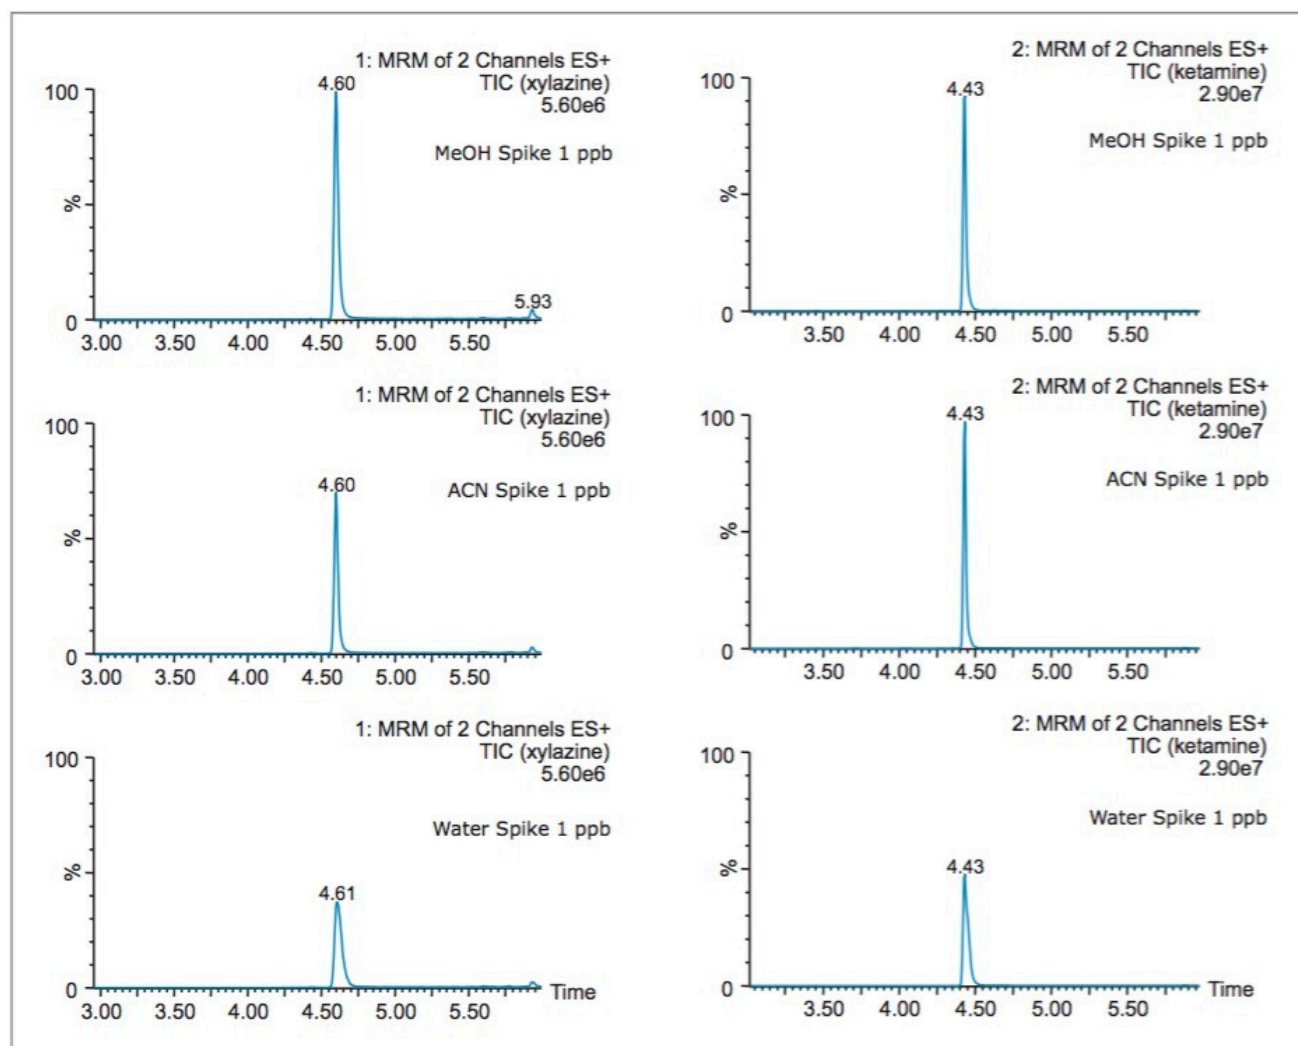 1: MRM of 2 Channels ES+
TIC (xylazine)
5.60e6
MeOH Spike 1 ppb
100
%
0
4.60
5.93
3.00 3.50 4.00 4.50 5.00 5.50
2: MRM of 2 Channels ES+
TIC (ketamine)
2.90e7
MeOH Spike 1 ppb
100
%
0
4.43
3.50 4.00 4.50 5.00 5.50
1: MRM of 2 Channels ES+
TIC (xylazine)
5.60e6
ACN Spike 1 ppb
100
%
0
4.60
3.00 3.50 4.00 4.50 5.00 5.50
2: MRM of 2 Channels ES+
TIC (ketamine)
2.90e7
ACN Spike 1 ppb
100
%
0
4.43
3.50 4.00 4.50 5.00 5.50
1: MRM of 2 Channels ES+
TIC (xylazine)
5.60e6
Water Spike 1 ppb
100
%
0
4.61
Time
3.00 3.50 4.00 4.50 5.00 5.50
2: MRM of 2 Channels ES+
TIC (ketamine)
2.90e7
Water Spike 1 ppb
100
%
0
4.43
Time
3.50 4.00 4.50 5.00 5.50